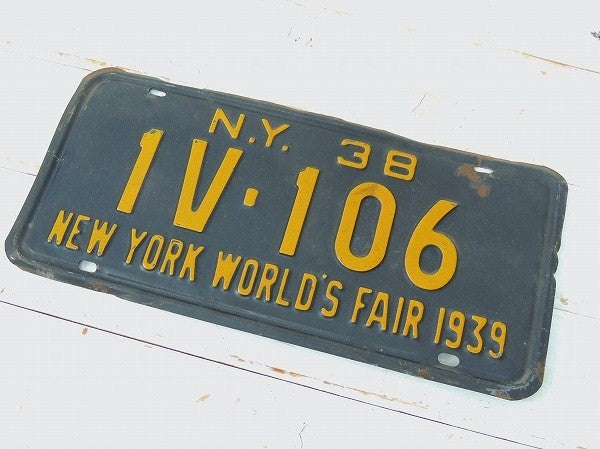 N.Y. 38
1V·106
NEW YORK WORLD'S FAIR 1939